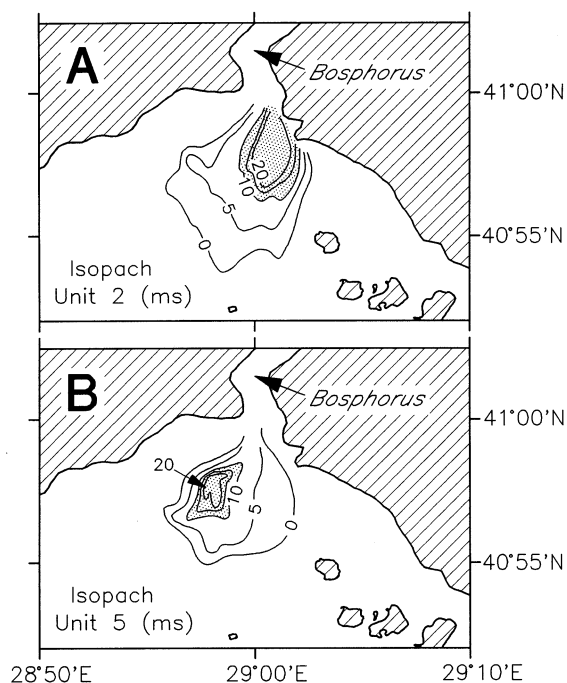 A
Bosphorus
41°00'N
20
10
5
0
40°55'N
Isopach
Unit 2 (ms)
B
Bosphorus
41°00'N
20
10
5
0
40°55'N
Isopach
Unit 5 (ms)
28°50'E
29°00'E
29°10'E